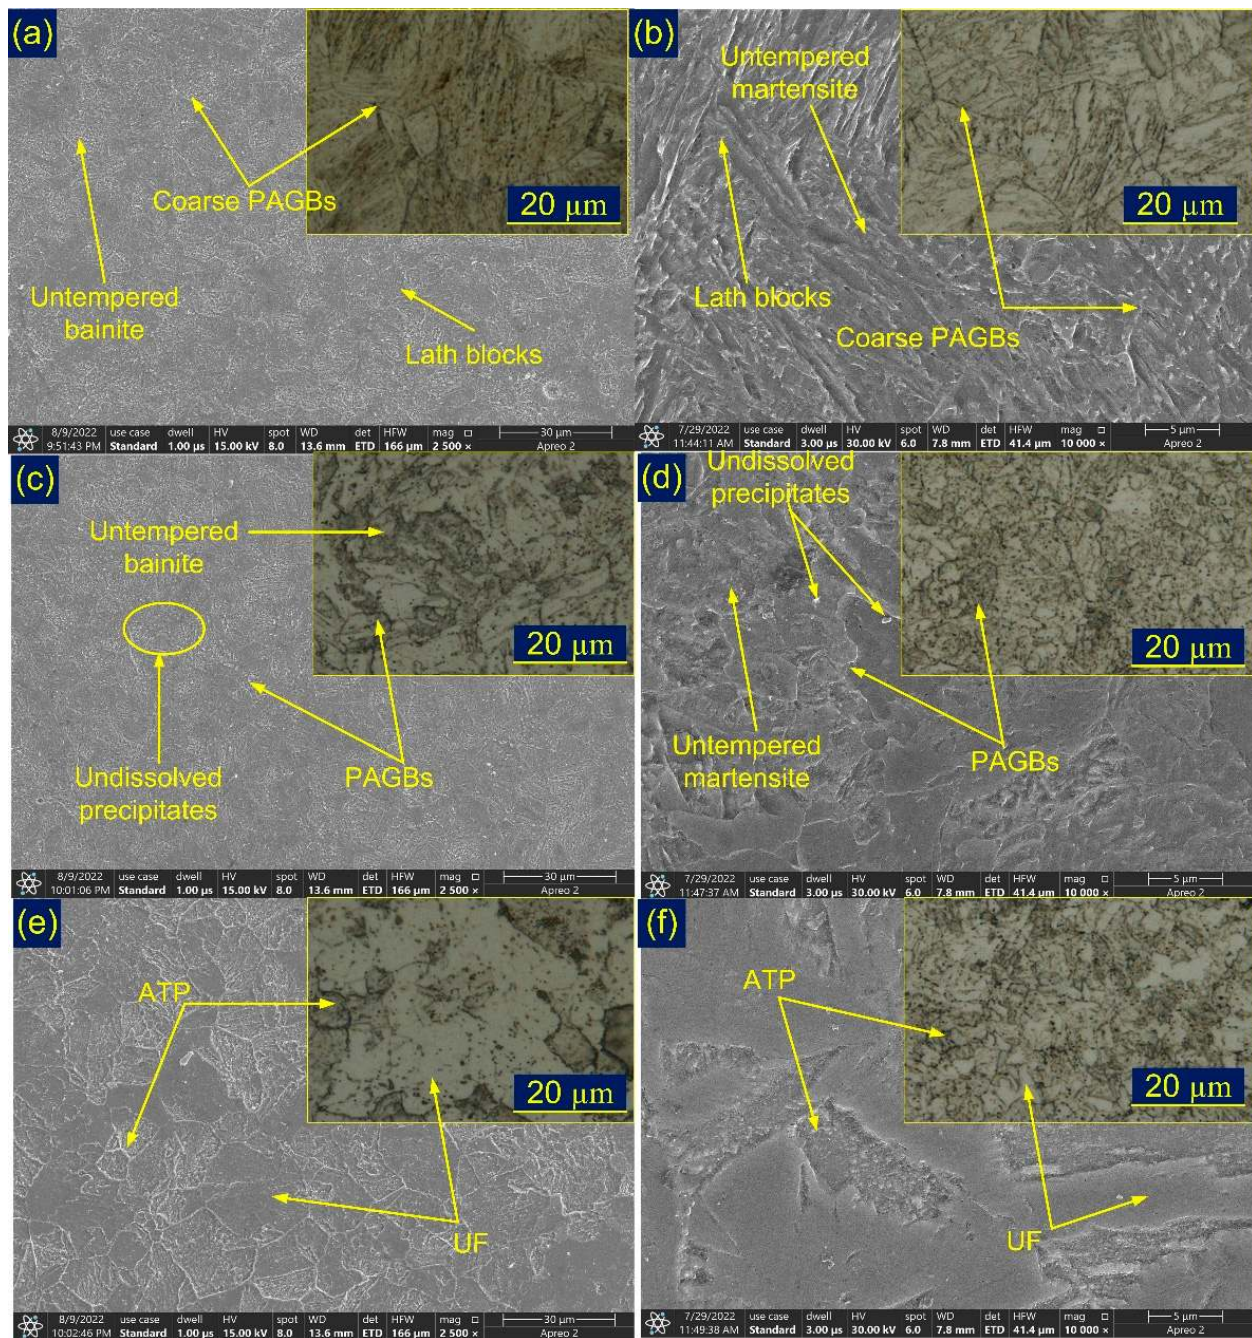 (a)
Coarse PAGBs
20 µm
Untempered
bainite
Lath blocks
8/9/2022 use case dwell HV spot WD det HFW mag □ 30 µm
9:51:43 PM Standard 1.00 µs 15.00 kV 8.0 13.6 mm ETD 166 µm 2 500 × Apreo 2
(b)
Untempered
martensite
20 µm
Lath blocks
Coarse PAGBs
7/29/2022 use case dwell HV spot WD det HFW mag □ 5 µm
11:44:11 AM Standard 3.00 µs 30.00 kV 6.0 7.8 mm ETD 41.4 µm 10 000 × Apreo 2
(c)
Untempered
bainite
20 µm
PAGBs
Undissolved
precipitates
8/9/2022 use case dwell HV spot WD det HFW mag □ 30 µm
10:01:06 PM Standard 1.00 µs 15.00 kV 8.0 13.6 mm ETD 166 µm 2 500 × Apreo 2
(d)
Undissolved
precipitates
20 µm
Untempered
martensite
PAGBs
7/29/2022 use case dwell HV spot WD det HFW mag □ 5 µm
11:47:37 AM Standard 3.00 µs 30.00 kV 6.0 7.8 mm ETD 41.4 µm 10 000 × Apreo 2
(e)
ATP
20 µm
UF
8/9/2022 use case dwell HV spot WD det HFW mag □ 30 µm
10:02:46 PM Standard 1.00 µs 15.00 kV 8.0 13.6 mm ETD 166 µm 2 500 × Apreo 2
(f)
ATP
20 µm
UF
7/29/2022 use case dwell HV spot WD det HFW mag □ 5 µm
11:49:38 AM Standard 3.00 µs 30.00 kV 6.0 7.8 mm ETD 41.4 µm 10 000 × Apreo 2